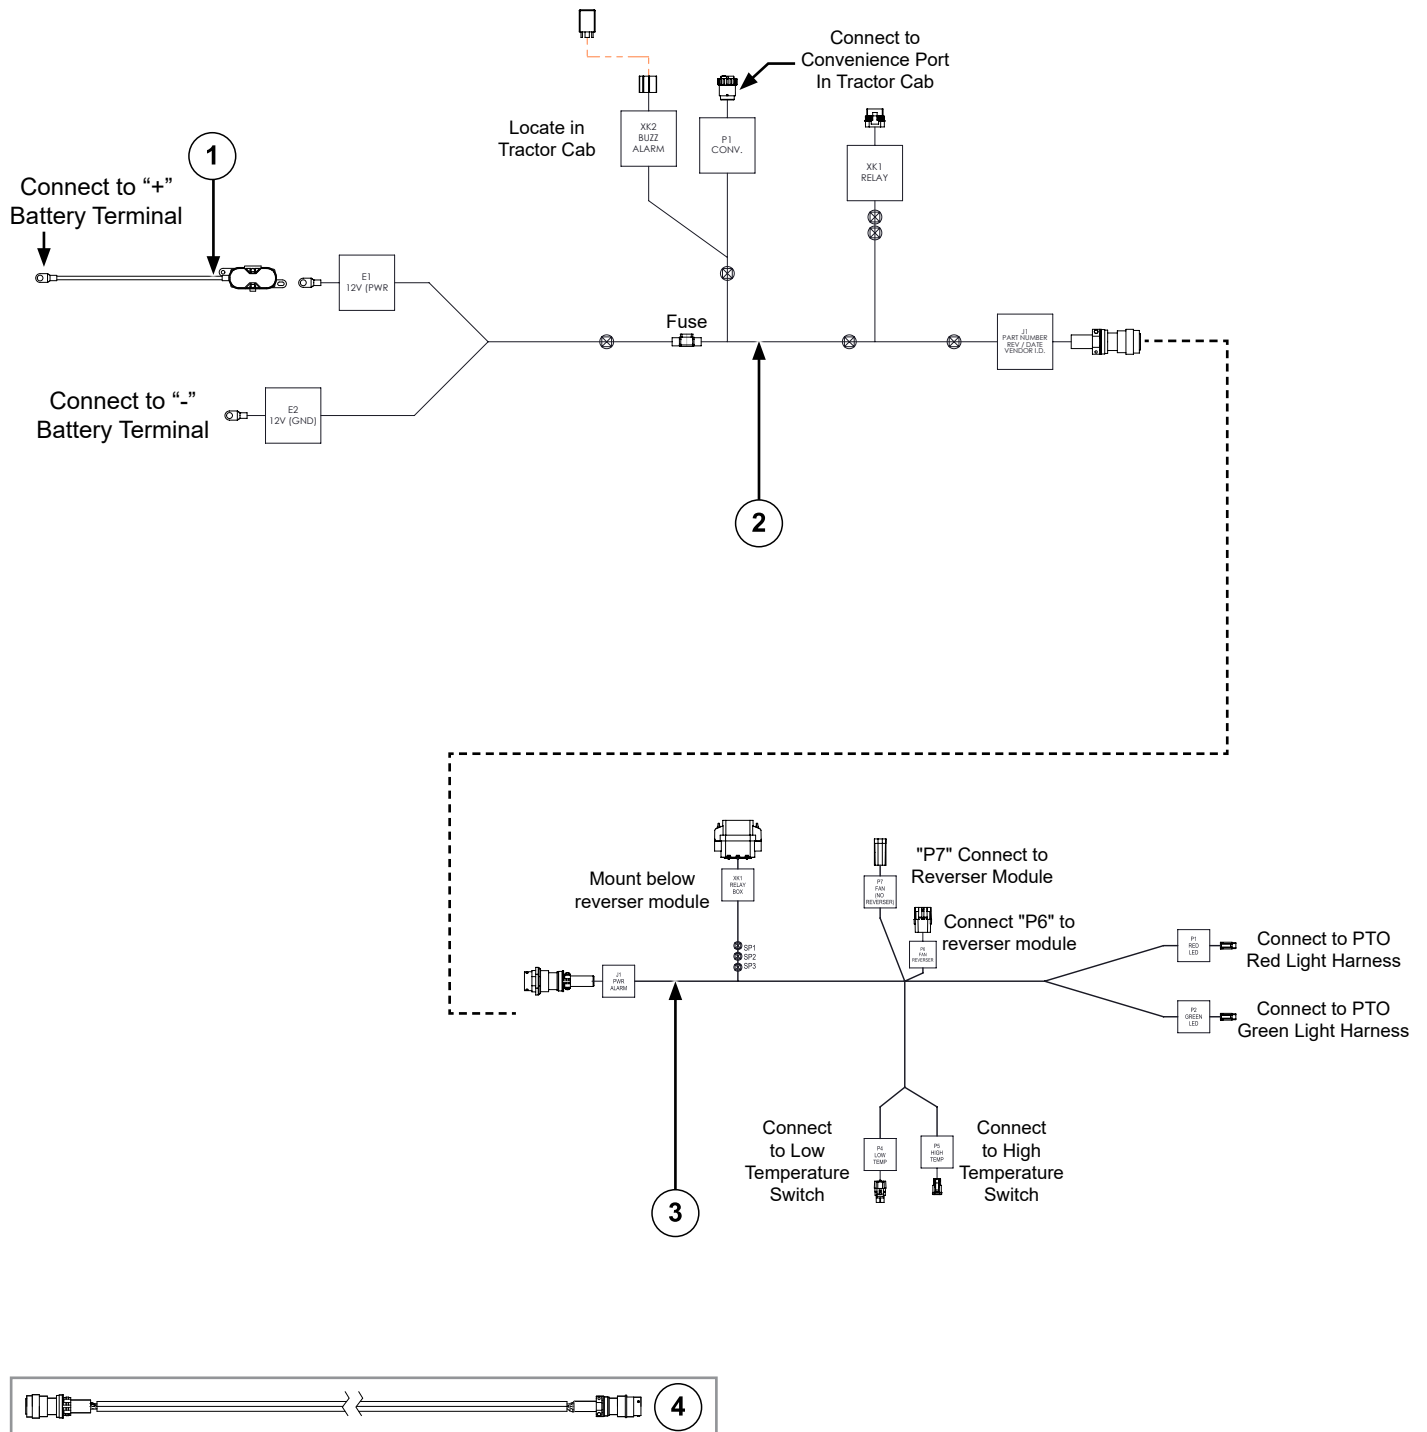 Connect to
Convenience Port
In Tractor Cab
Locate in
Tractor Cab
XK2
BUZZ
ALARM
P1
CONV.
XK1
RELAY
1
Connect to “+”
Battery Terminal
E1
12V (PWR
Fuse
J1
PART NUMBER
REV / DATE
VENDOR I.D.
Connect to “-”
Battery Terminal
E2
12V (GND)
2
"P7" Connect to
Reverser Module
Mount below
reverser module
XK1
RELAY
BOX
P7
FAN
(NO
REVERSER)
Connect "P6" to
reverser module
P6
FAN
REVERSER
SP1
SP2
SP3
P1
RED
LED
Connect to PTO
Red Light Harness
J1
PWR
ALARM
P2
GREEN
LED
Connect to PTO
Green Light Harness
Connect
to Low
Temperature
Switch
P4
LOW
TEMP
P5
HIGH
TEMP
Connect
to High
Temperature
Switch
3
4